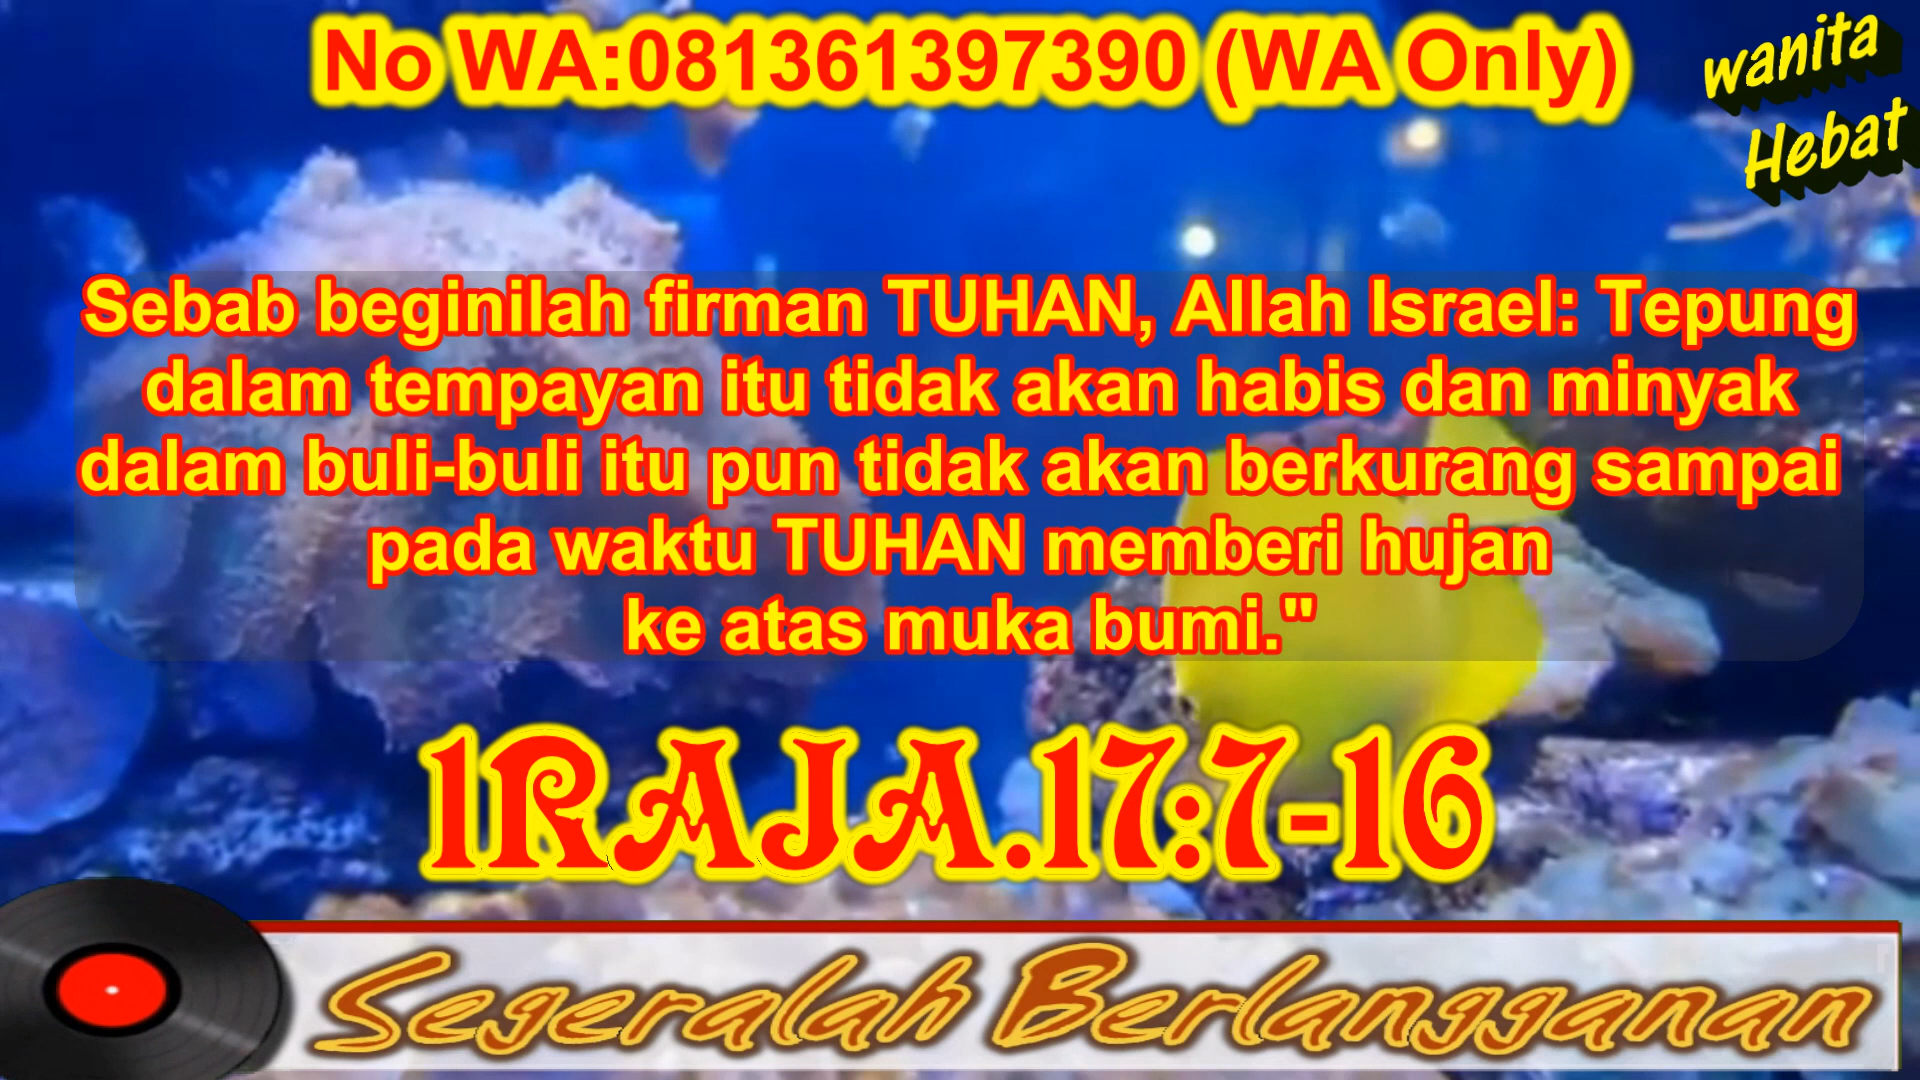 No WA:081361397390 (WA Only)
wanita
Hebat
Sebab beginilah firman TUHAN, Allah Israel: Tepung
dalam tempayan itu tidak akan habis dan minyak
dalam buli-buli itu pun tidak akan berkurang sampai
pada waktu TUHAN memberi hujan
ke atas muka bumi."
1RAJA.17:7-16
Segeralah Berlangganan